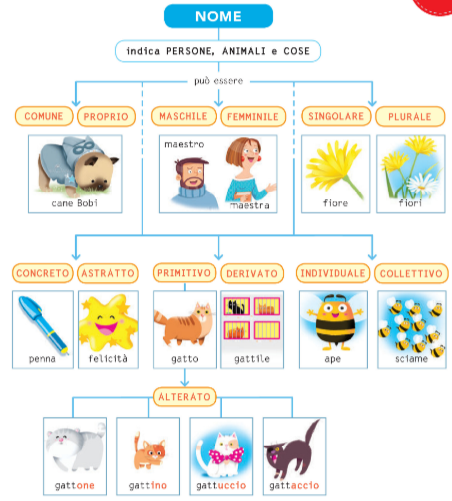 NOME
indica PERSONE, ANIMALI e COSE
può essere
COMUNE PROPRIO MASCHILE FEMMINILE SINGOLARE PLURALE
maestro
cane Bobi maestra fiore fiori
CONCRETO ASTRATTO PRIMITIVO DERIVATO INDIVIDUALE COLLETTIVO
penna felicità gatto gattile ape sciame
ALTERATO
gattone gattino gattuccio gattaccio